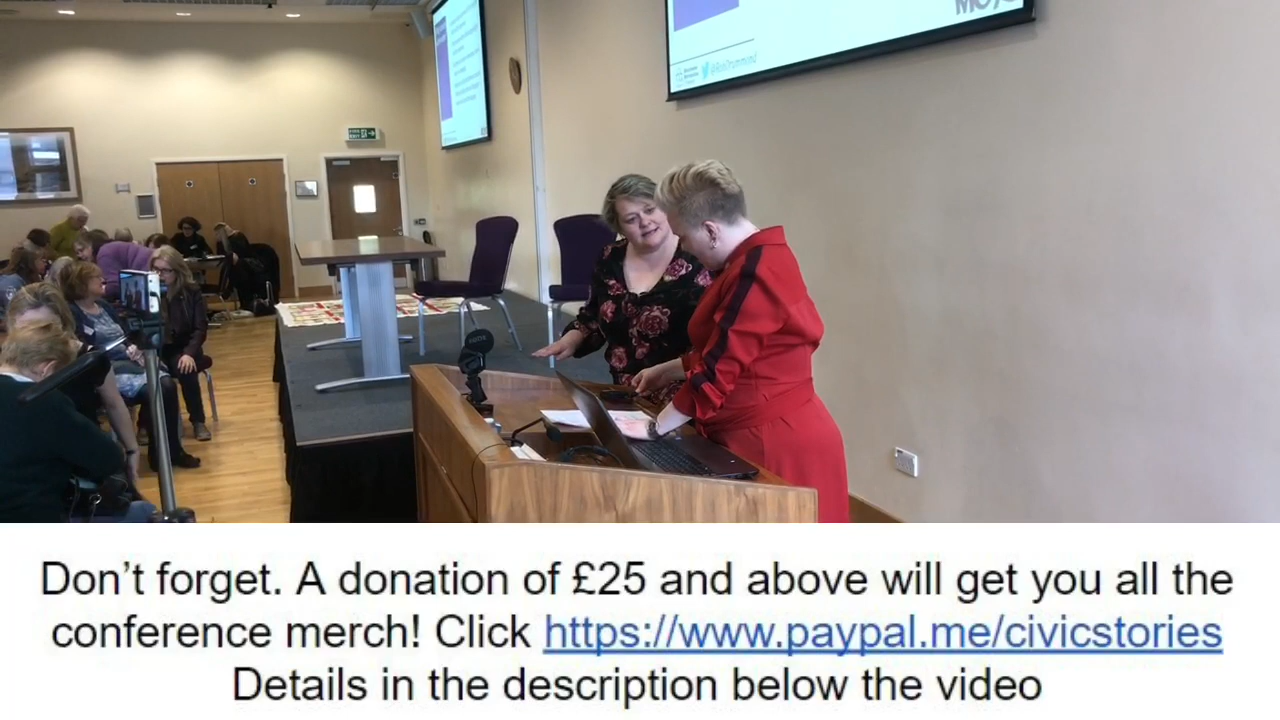 Don't forget. A donation of £25 and above will get you all the
conference merch! Click https://www.paypal.me/civicstories
Details in the description below the video